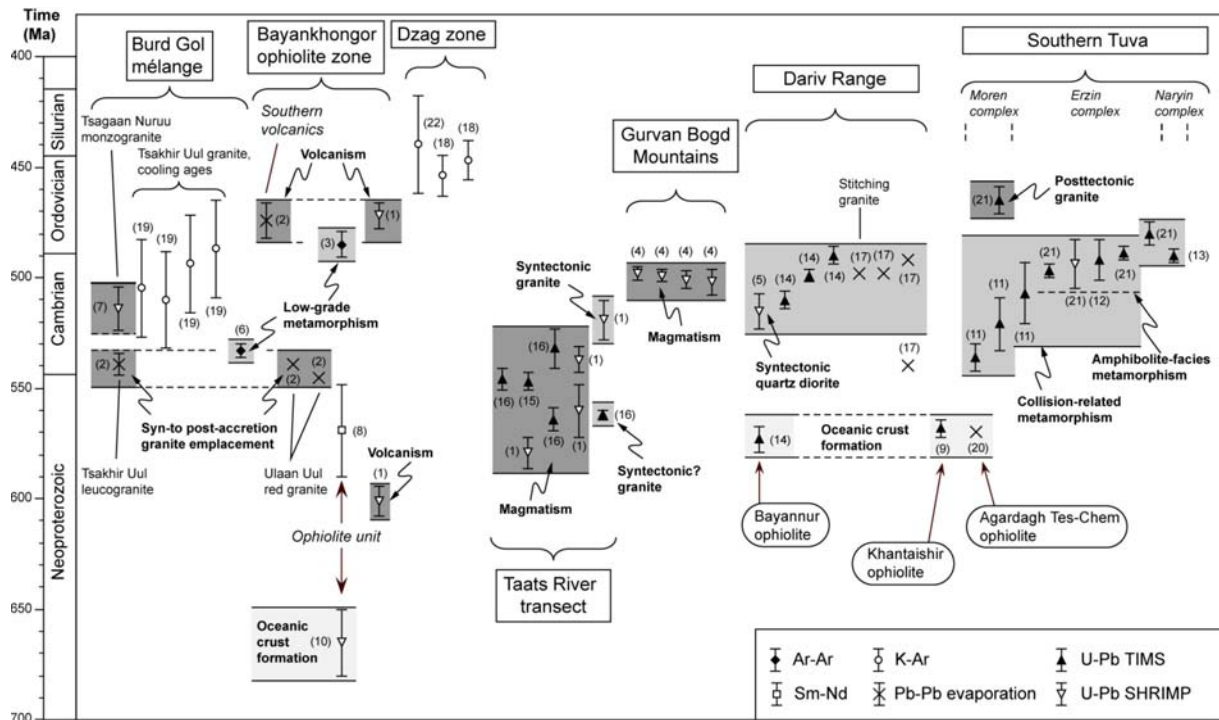 Time
(Ma)
400
450
500
550
600
650
700
Silurian
Ordovician
Cambrian
Neoproterozoic
Burd Gol
mélange
Bayankhongor
ophiolite zone
Dzag zone
Tsagaan Nuruu
monzogranite
Tsakhir Uul granite,
cooling ages
Southern
volcanics
Volcanism
(22)
(18)
(18)
(19)
(19)
(19)
(19)
(7)
(2)
(1)
(3)
(6)
Low-grade
metamorphism
(2)
(2)
(2)
Syn-to post-accretion
granite emplacement
Tsakhir Uul
leucogranite
Ulaan Uul
red granite
(8)
(1)
Volcanism
Ophiolite unit
Oceanic
crust
formation
(10)
Gurvan Bogd
Mountains
(4)
(4)
(4)
(4)
Magmatism
Syntectonic
granite
(1)
(16)
(1)
(16)
(15)
(16)
(1)
(1)
(16)
Syntectonic?
granite
Magmatism
Taats River
transect
Dariv Range
Stitching
granite
(5)
(14)
(14)
(14)
(17)
(17)
(17)
(17)
Syntectonic
quartz diorite
Oceanic crust
formation
(14)
(9)
(20)
Bayannur
ophiolite
Khantaishir
ophiolite
Agardagh Tes-Chem
ophiolite
Southern Tuva
Moren
complex
Erzin
complex
Naryin
complex
(21)
Posttectonic
granite
(11)
(11)
(11)
(21)
(21)
(12)
(21)
(21)
(13)
Amphibolite-facies
metamorphism
Collision-related
metamorphism
Ar-Ar
K-Ar
U-Pb TIMS
Sm-Nd
Pb-Pb evaporation
U-Pb SHRIMP